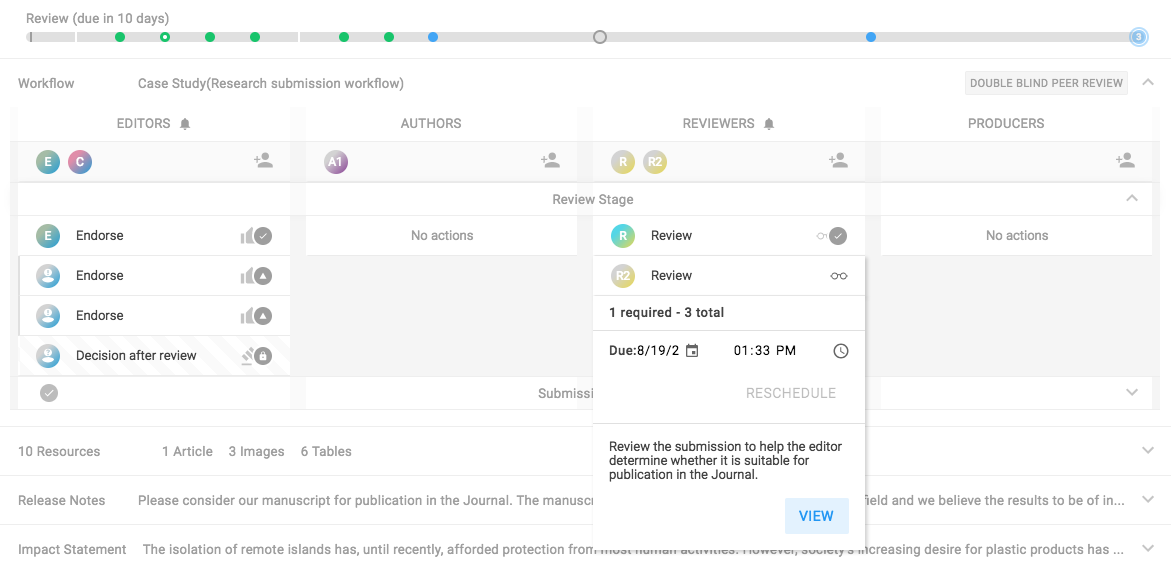 Review (due in 10 days)
3
Workflow Case Study(Research submission workflow) DOUBLE BLIND PEER REVIEW
EDITORS AUTHORS REVIEWERS PRODUCERS
E C A1 R R2
Review Stage
E Endorse No actions R Review No actions
Endorse R2 Review
Endorse 1 required - 3 total
Decision after review Due:8/19/2 01:33 PM
Submissi RESCHEDULE
10 Resources 1 Article 3 Images 6 Tables
Review the submission to help the editor
determine whether it is suitable for
publication in the Journal.
Release Notes Please consider our manuscript for publication in the Journal. The manusc field and we believe the results to be of in...
VIEW
Impact Statement The isolation of remote islands has, until recently, afforded protection from most human activities. However, society's increasing desire for plastic products has ...